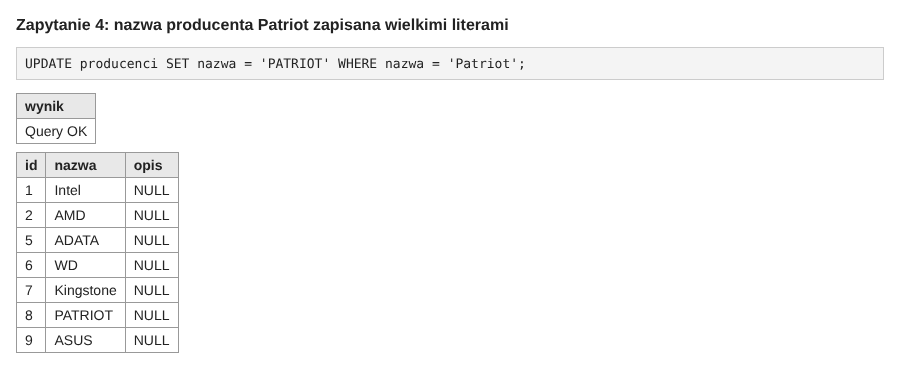 Zapytanie 4: nazwa producenta Patriot zapisana wielkimi literami
UPDATE producenci SET nazwa = 'PATRIOT' WHERE nazwa = 'Patriot';
wynik
Query OK
id nazwa opis
1 Intel NULL
2 AMD NULL
5 ADATA NULL
6 WD NULL
7 Kingstone NULL
8 PATRIOT NULL
9 ASUS NULL